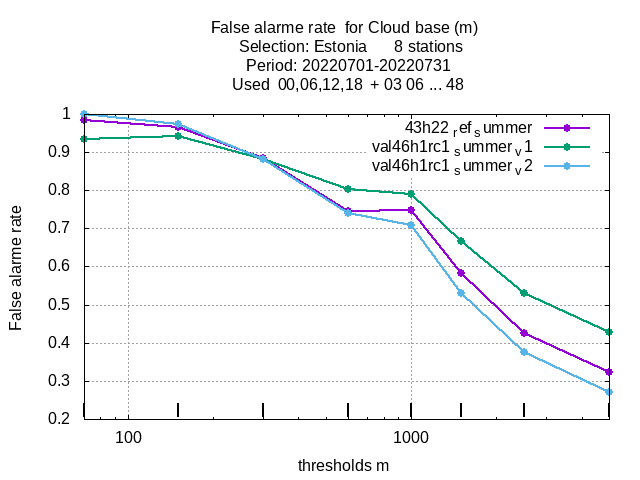 False alarme rate  for Cloud base (m)
Selection: Estonia      8 stations
Period: 20220701-20220731
Used  00,06,12,18  + 03 06 ... 48
43h22 ref summer
val46h1rc1 summer v1
val46h1rc1 summer v2
1
0.9
0.8
0.7
0.6
0.5
0.4
0.3
0.2
False alarme rate
100
1000
thresholds m